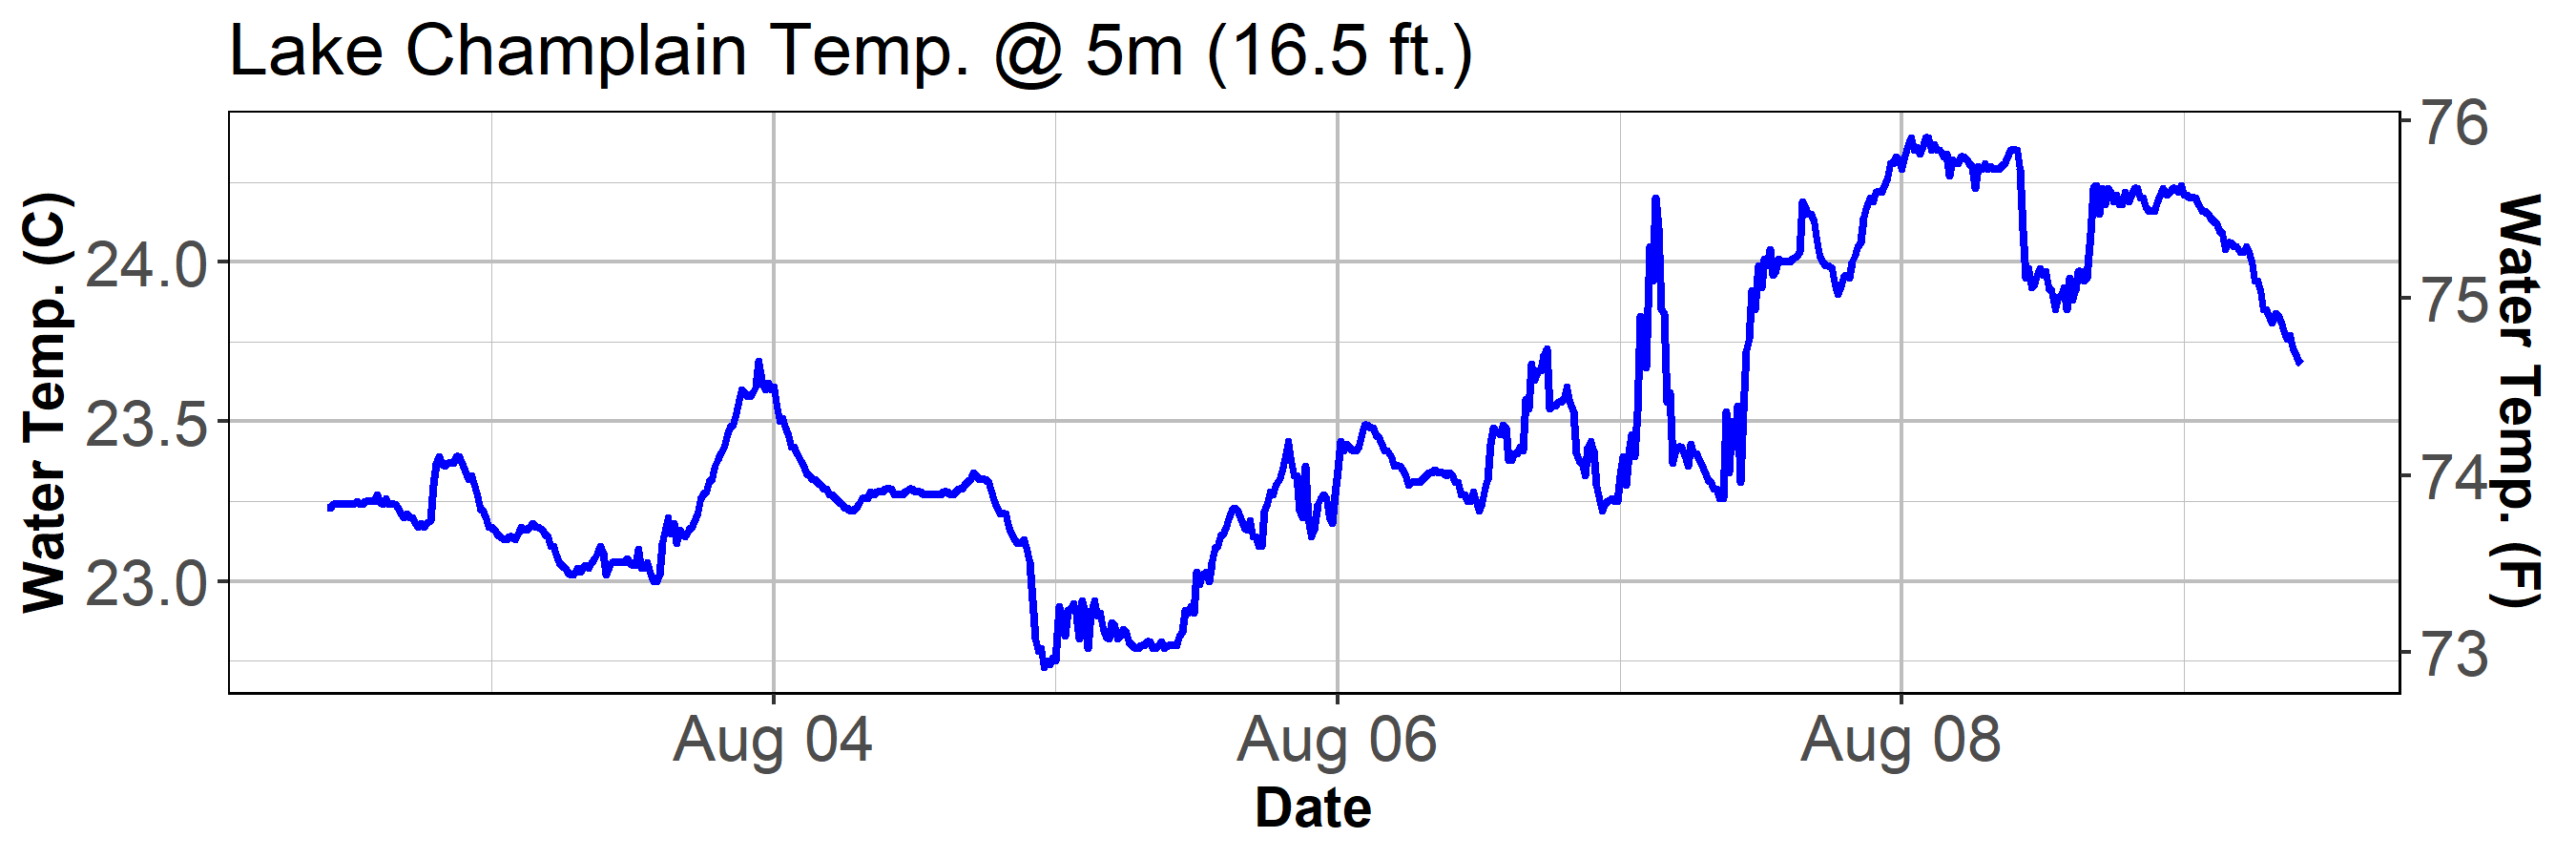 Lake Champlain Temp. @ 5m (16.5 ft.)
Water Temp. (C)
24.0
23.5
23.0
76
75
74
73
Water Temp. (F)
Aug 04 Aug 06 Aug 08
Date